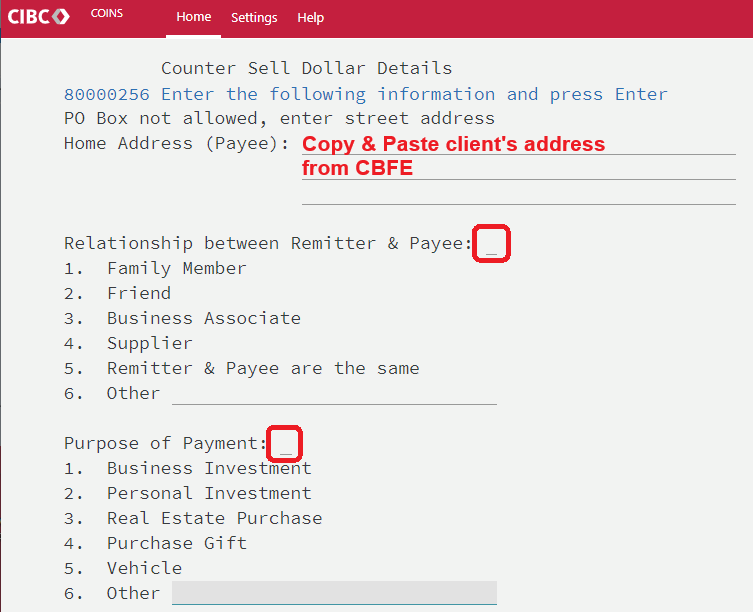 CIBC COINS Home Settings Help
Counter Sell Dollar Details
80000256 Enter the following information and press Enter
PO Box not allowed, enter street address
Home Address (Payee): Copy & Paste client's address
from CBFE
Relationship between Remitter & Payee: _
1. Family Member
2. Friend
3. Business Associate
4. Supplier
5. Remitter & Payee are the same
6. Other
Purpose of Payment: _
1. Business Investment
2. Personal Investment
3. Real Estate Purchase
4. Purchase Gift
5. Vehicle
6. Other